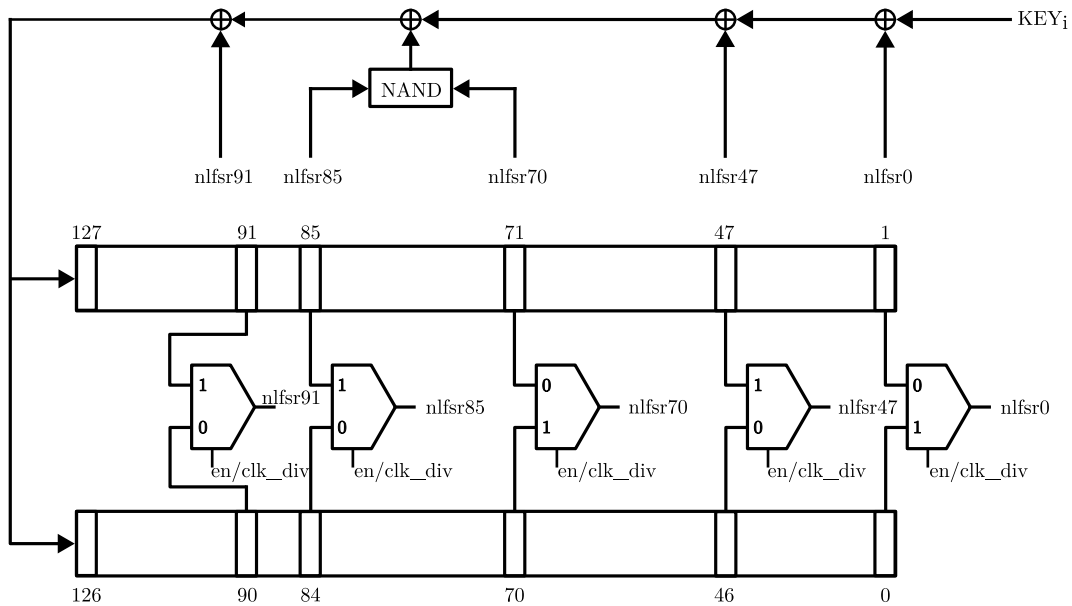 KEYi
NAND
nlfsr91 nlfsr85 nlfsr70 nlfsr47 nlfsr0
127 91 85 71 47 1
1 1 0 1 0
nlfsr91 nlfsr85 nlfsr70 nlfsr47 nlfsr0
0 0 1 0 1
en/clk_div en/clk_div en/clk_div en/clk_div en/clk_div
126 90 84 70 46 0